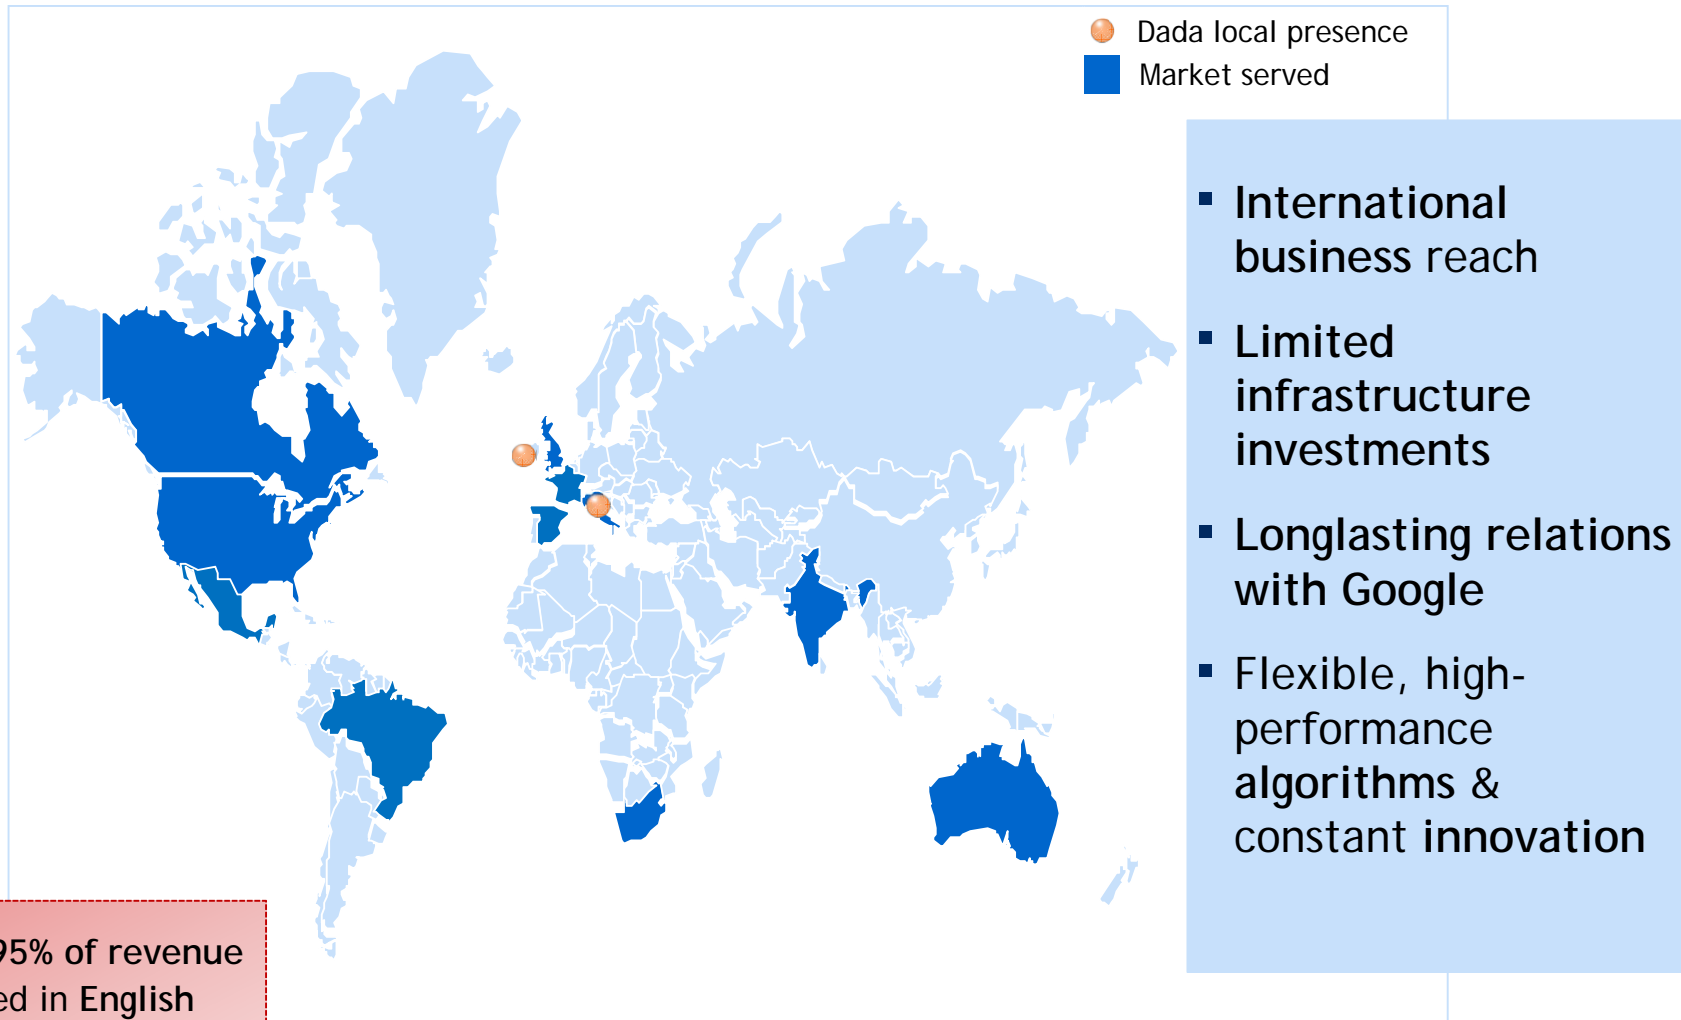 Dada local presence
Market served
▪ International
business reach
▪ Limited
infrastructure
investments
▪ Longlasting relations
with Google
▪ Flexible, high-
performance
algorithms &
constant innovation
95% of revenue
in English